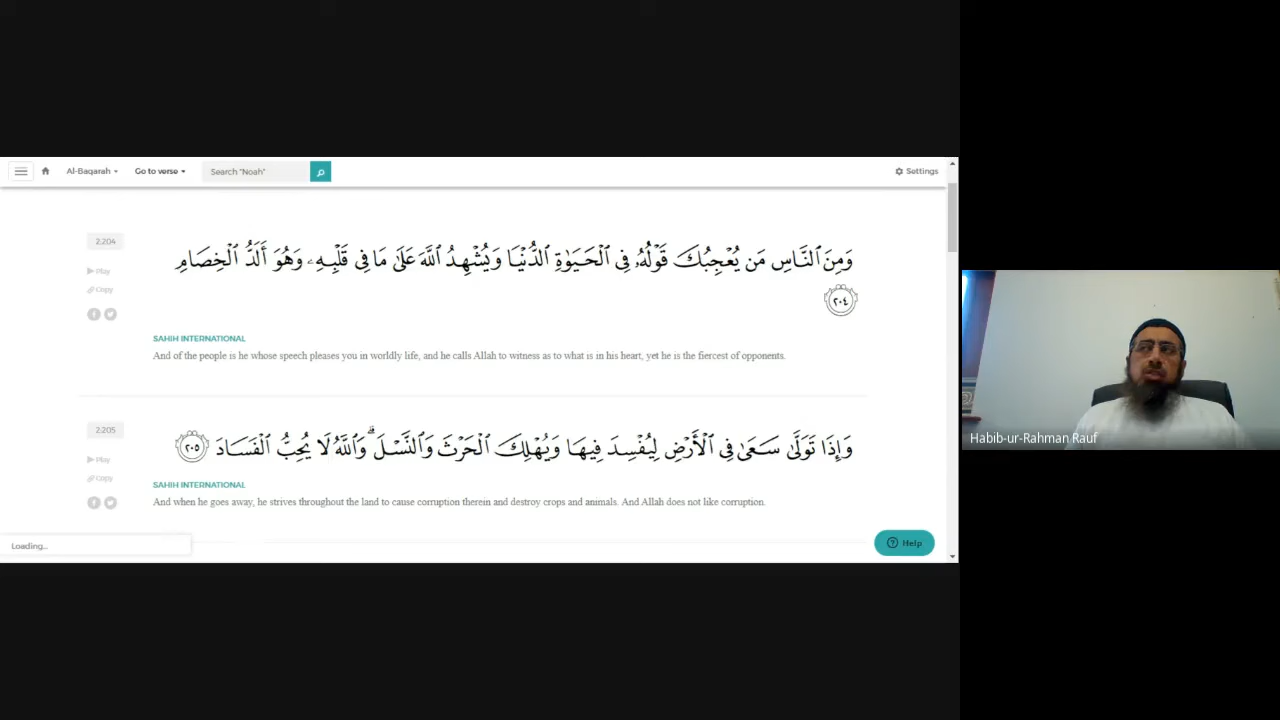 Al-Baqarah
Go to verse
Search "Noah"
Settings
2:204
وَمِنَ ٱلنَّاسِ مَن يُعْجِبُكَ قَوْلُهُۥ فِى ٱلْحَيَوٰةِ ٱلدُّنْيَا وَيُشْهِدُ ٱللَّهَ عَلَىٰ مَا فِى قَلْبِهِۦ وَهُوَ أَلَدُّ ٱلْخِصَامِ
٢٠٤
Play
Copy
SAHIH INTERNATIONAL
And of the people is he whose speech pleases you in worldly life, and he calls Allah to witness as to what is in his heart, yet he is the fiercest of opponents.
2:205
وَإِذَا تَوَلَّىٰ سَعَىٰ فِى ٱلْأَرْضِ لِيُفْسِدَ فِيهَا وَيُهْلِكَ ٱلْحَرْثَ وَٱلنَّسْلَ ۗ وَٱللَّهُ لَا يُحِبُّ ٱلْفَسَادَ ٢٠٥
Play
Copy
SAHIH INTERNATIONAL
And when he goes away, he strives throughout the land to cause corruption therein and destroy crops and animals. And Allah does not like corruption.
Loading...
Help
Habib-ur-Rahman Rauf